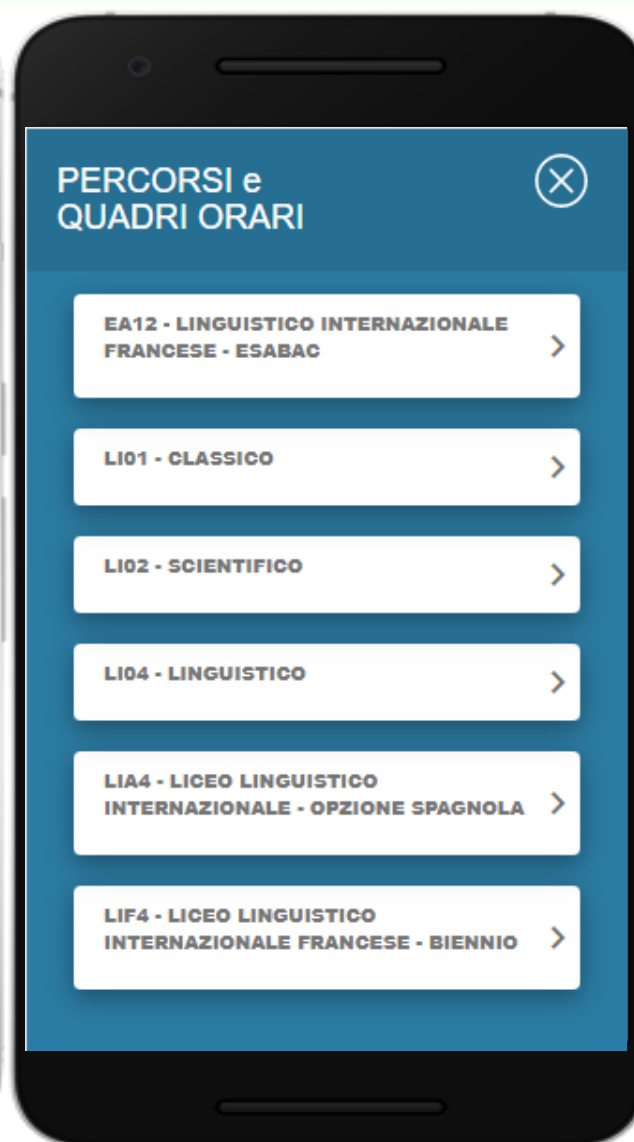 PERCORSI e
QUADRI ORARI
EA12 - LINGUISTICO INTERNAZIONALE
FRANCESE - ESABAC
LI01 - CLASSICO
LI02 - SCIENTIFICO
LI04 - LINGUISTICO
LIA4 - LICEO LINGUISTICO
INTERNAZIONALE - OPZIONE SPAGNOLA
LIF4 - LICEO LINGUISTICO
INTERNAZIONALE FRANCESE - BIENNIO